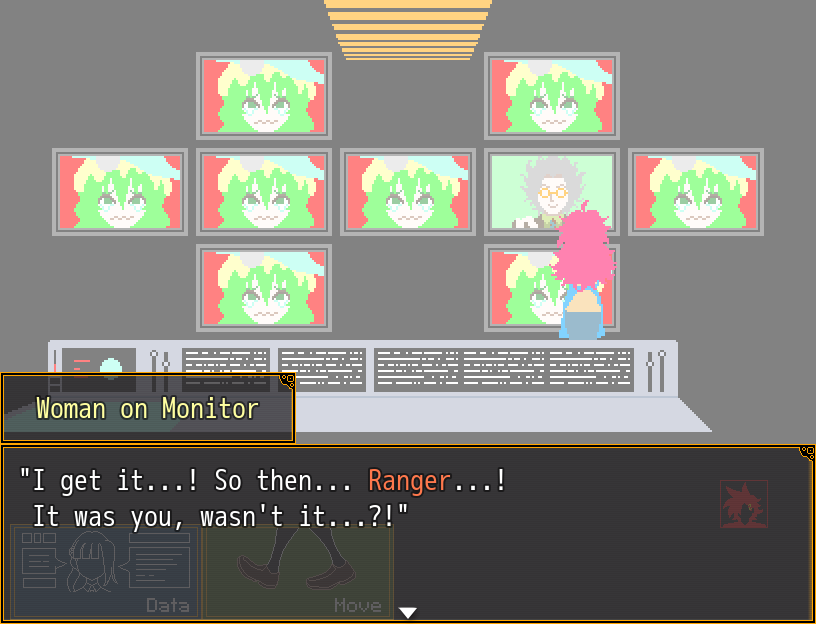 Woman on Monitor
"I get it...! So then... Ranger...!
It was you, wasn't it...?!"
Data
Move